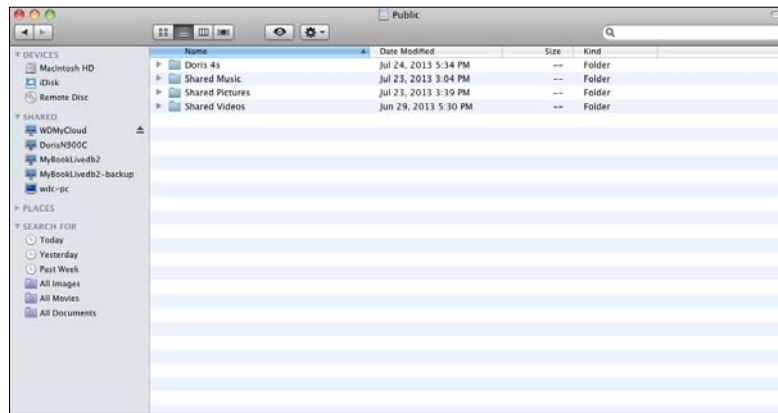 Public
Name Date Modified Size Kind
Doris 4s Jul 24, 2013 5:34 PM -- Folder
Shared Music Jul 23, 2013 3:04 PM -- Folder
Shared Pictures Jul 23, 2013 3:39 PM -- Folder
Shared Videos Jun 29, 2013 5:30 PM -- Folder
DEVICES
Macintosh HD
iDisk
Remote Disc
SHARED
WDMyCloud
DorisN900C
MyBookLivedb2
MyBookLivedb2-backup
wdc-pc
PLACES
SEARCH FOR
Today
Yesterday
Past Week
All Images
All Movies
All Documents